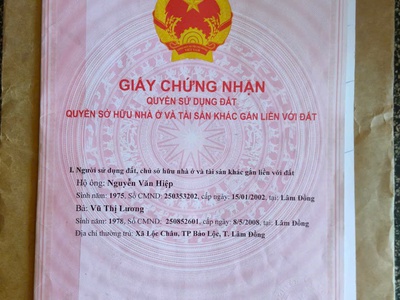 GIẤY CHỨNG NHẬN
QUYỀN SỬ DỤNG ĐẤT
QUYỀN SỞ HỮU NHÀ Ở VÀ TÀI SẢN KHÁC GẮN LIỀN VỚI ĐẤT
I. Người sử dụng đất, chủ sở hữu nhà ở và tài sản khác gắn liền với đất
Hộ ông: Nguyễn Văn Hiệp
Sinh năm: 1975, Số CMND: 250353202, cấp ngày: 15/01/2002, tại: Lâm Đồng
Bà: Vũ Thị Lương
Sinh năm: 1978, Số CMND: 250852601, cấp ngày: 8/5/2008, tại: Lâm Đồng
Địa chỉ thường trú: Xã Lộc Châu, TP Bảo Lộc, T. Lâm Đồng